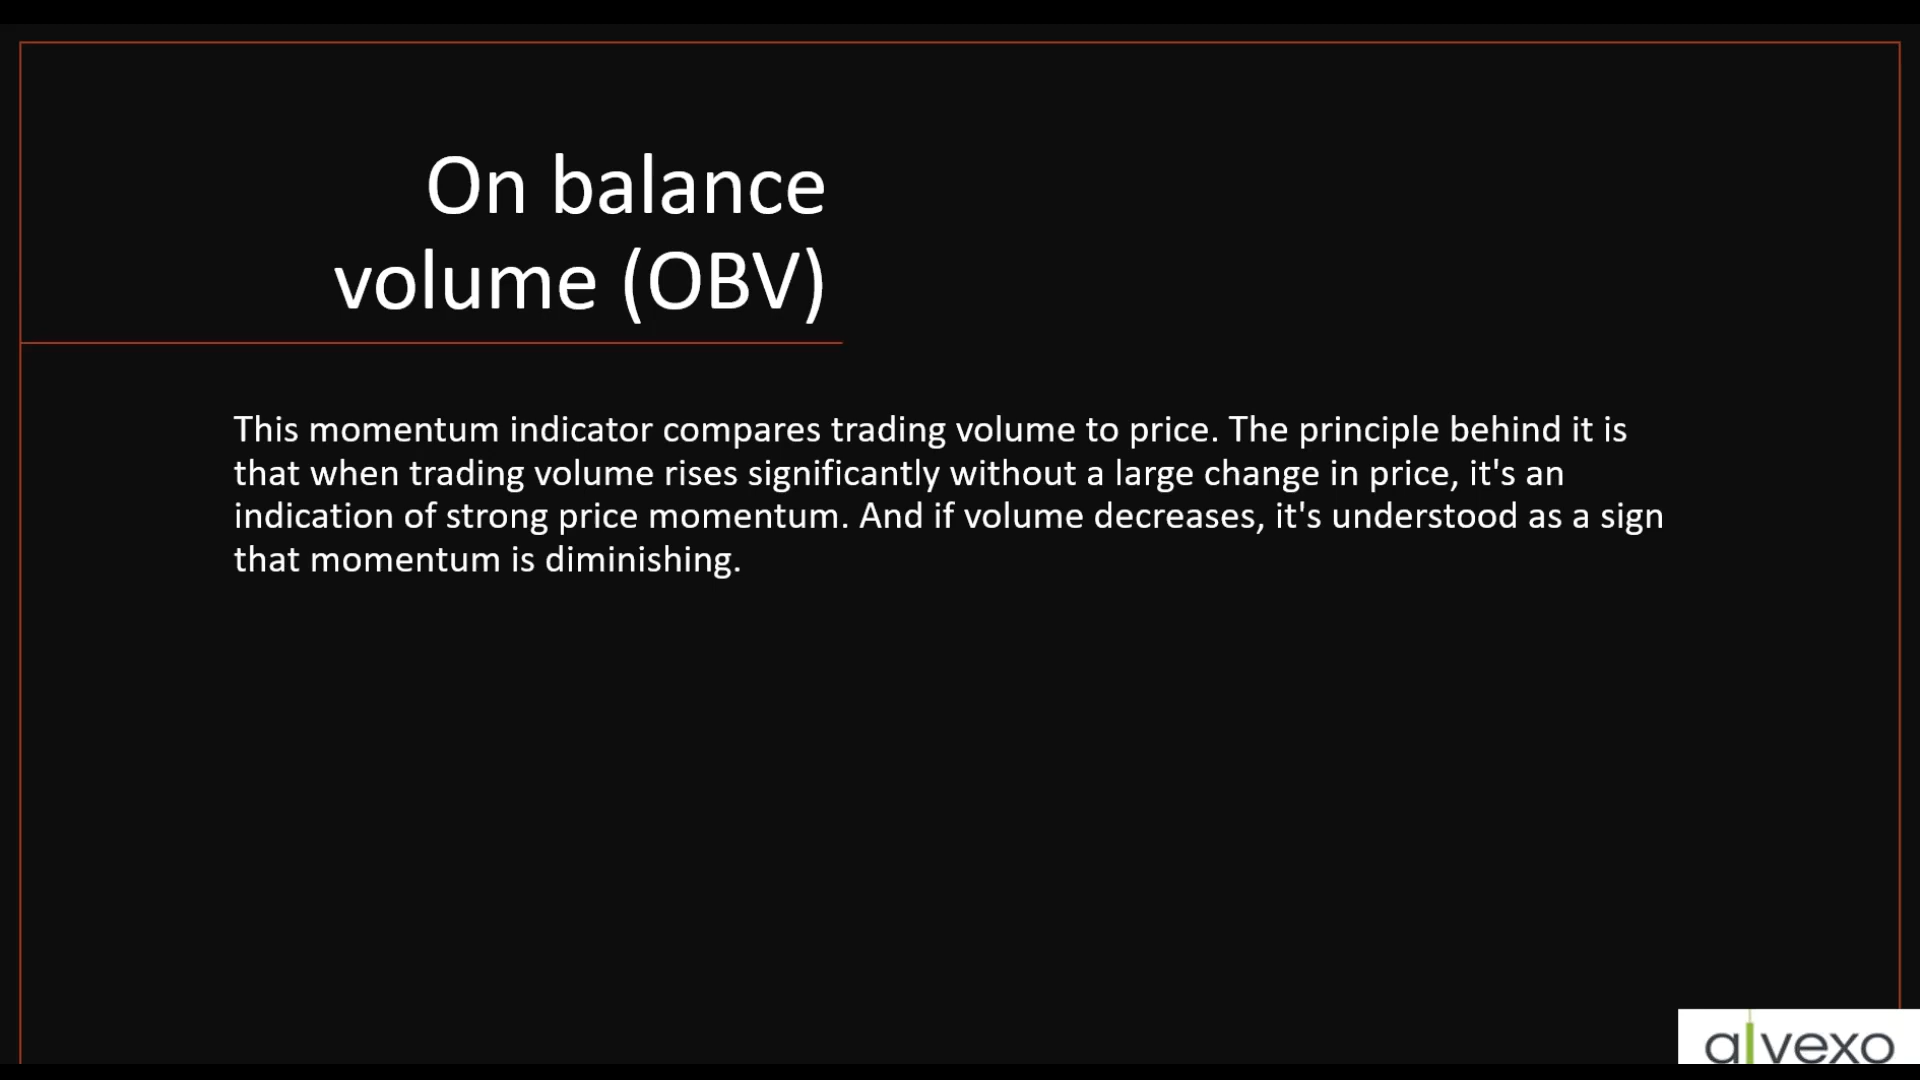 On balance
volume (OBV)
This momentum indicator compares trading volume to price. The principle behind it is
that when trading volume rises significantly without a large change in price, it's an
indication of strong price momentum. And if volume decreases, it's understood as a sign
that momentum is diminishing.
alvexo